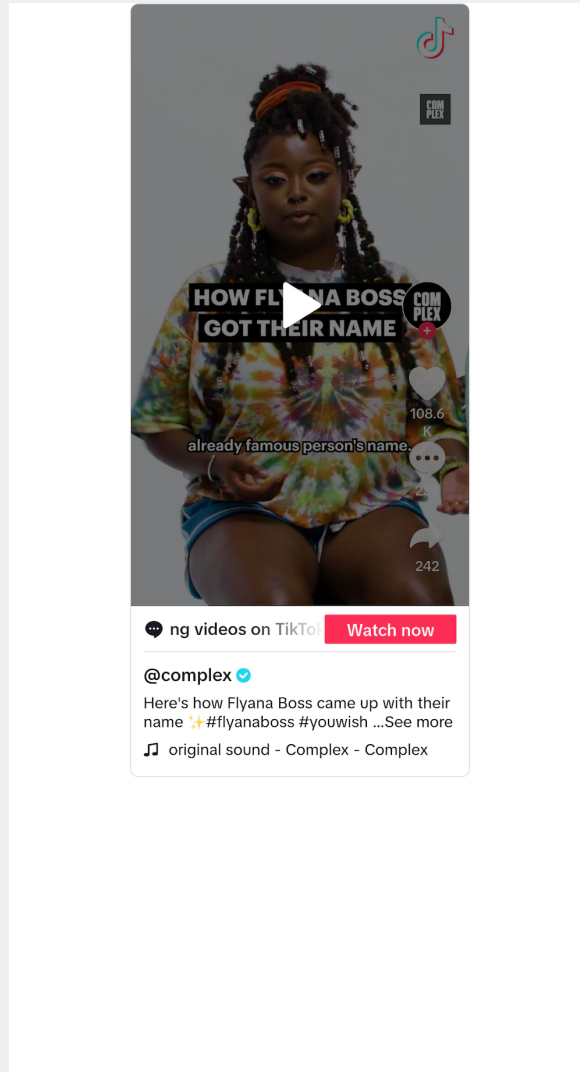 COM
PLEX
HOW FLYANA BOSS
GOT THEIR NAME
COM
PLEX
108.6
K
already famous person's name.
242
ng videos on TikTok
Watch now
@complex
Here's how Flyana Boss came up with their
name ✨#flyanaboss #youwish ...See more
original sound - Complex - Complex